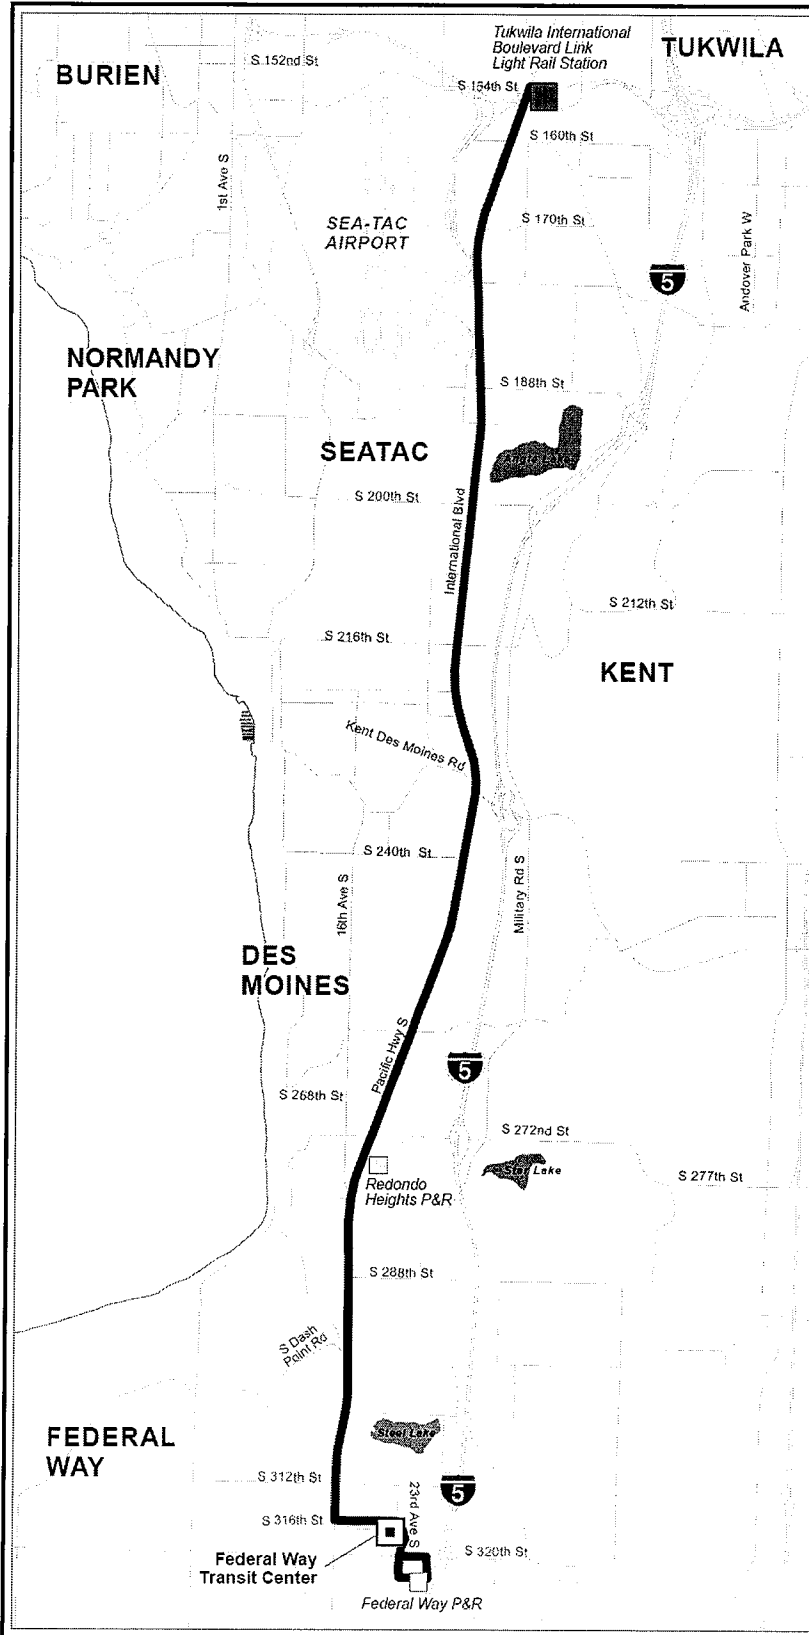 Tukwila International
Boulevard Link
Light Rail Station
TUKWILA
BURIEN
S 152nd St
S 154th St
S 160th St
1st Ave S
S 170th St
SEA-TAC
AIRPORT
Andover Park W
5
NORMANDY
PARK
S 188th St
SEATAC
Angle Lake
S 200th St
International Blvd
S 212th St
S 216th St
KENT
Kent Des Moines Rd
S 240th St
Military Rd S
16th Ave S
DES
MOINES
Pacific Hwy S
5
S 268th St
S 272nd St
Star Lake
S 277th St
Redondo
Heights P&R
S 288th St
S Dash
Point Rd
Steel Lake
FEDERAL
WAY
S 312th St
5
23rd Ave S
S 316th St
S 320th St
Federal Way
Transit Center
Federal Way P&R